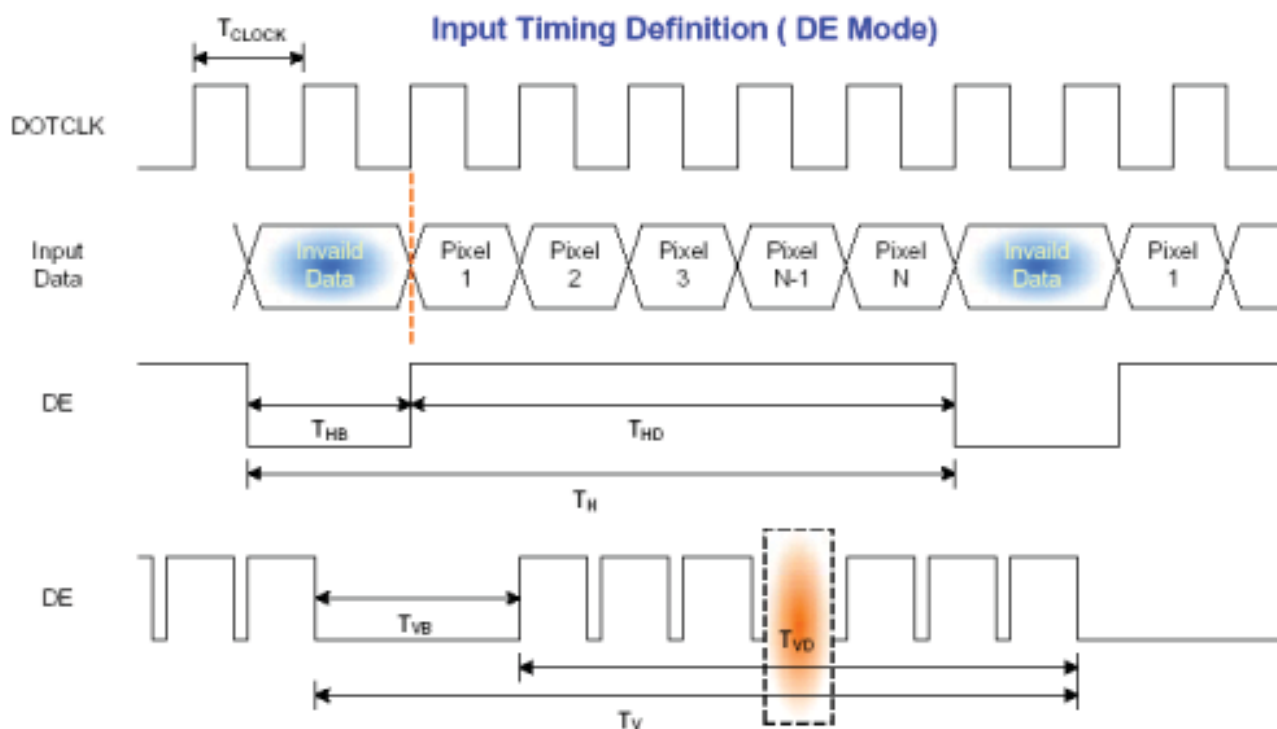 Input Timing Definition ( DE Mode)
TCLOCK
DOTCLK
Input
Data
Invaild
Data
Pixel
1
Pixel
2
Pixel
3
Pixel
N-1
Pixel
N
Invaild
Data
Pixel
1
DE
THB
THD
TH
DE
TVB
TVD
TV